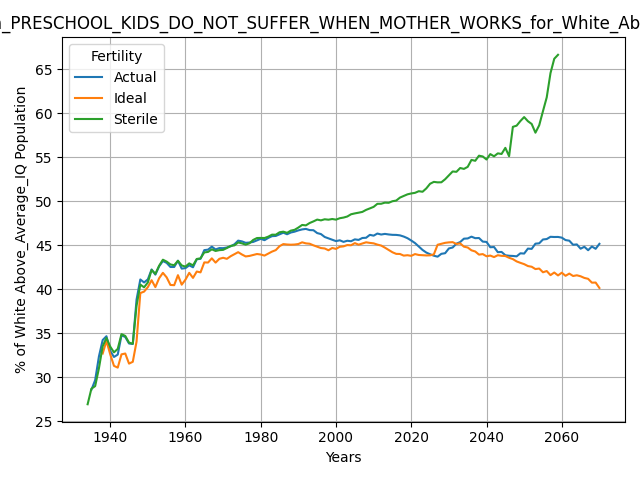 _PRESCHOOL_KIDS_DO_NOT_SUFFER_WHEN_MOTHER_WORKS_for_White_Ab
Fertility
Actual
Ideal
Sterile
% of White Above_Average_IQ Population
65
60
55
50
45
40
35
30
25
1940 1960 1980 2000 2020 2040 2060
Years